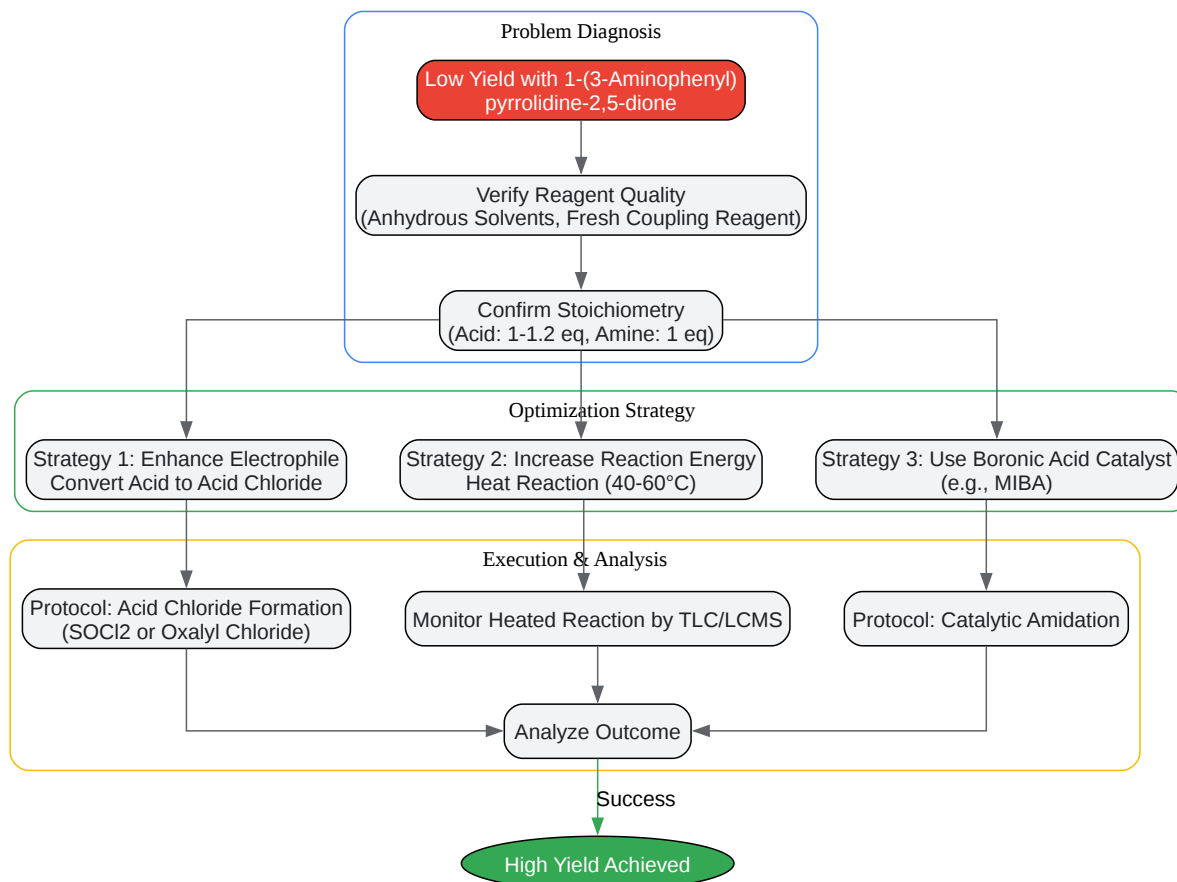 Problem Diagnosis
Low Yield with 1-(3-Aminophenyl)
pyrrolidine-2,5-dione
Verify Reagent Quality
(Anhydrous Solvents, Fresh Coupling Reagent)
Confirm Stoichiometry
(Acid: 1-1.2 eq, Amine: 1 eq)
Optimization Strategy
Strategy 1: Enhance Electrophile
Convert Acid to Acid Chloride
Strategy 2: Increase Reaction Energy
Heat Reaction (40-60°C)
Strategy 3: Use Boronic Acid Catalyst
(e.g., MIBA)
Execution & Analysis
Protocol: Acid Chloride Formation
(SOCl2 or Oxalyl Chloride)
Monitor Heated Reaction by TLC/LCMS
Protocol: Catalytic Amidation
Analyze Outcome
Success
High Yield Achieved